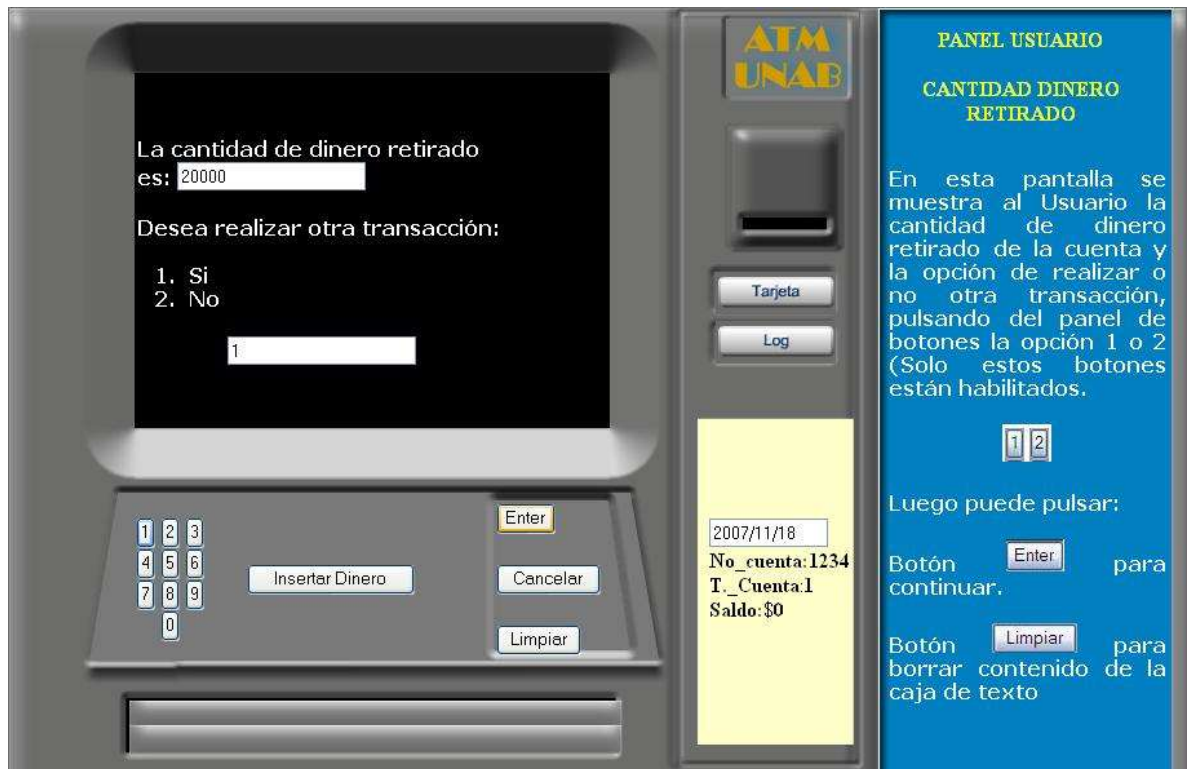 La cantidad de dinero retirado
es: 20000
Desea realizar otra transacción:
1. Si
2. No
1
ATM
UNAB
Tarjeta
Log
1 2 3
4 5 6
7 8 9
0
Insertar Dinero
Enter
Cancelar
Limpiar
2007/11/18
No_cuenta:1234
T._Cuenta:1
Saldo:$0
PANEL USUARIO
CANTIDAD DINERO
RETIRADO
En esta pantalla se
muestra al Usuario la
cantidad de dinero
retirado de la cuenta y
la opción de realizar o
no otra transacción,
pulsando del panel de
botones la opción 1 o 2
(Solo estos botones
están habilitados.
1 2
Luego puede pulsar:
Botón Enter para
continuar.
Botón Limpiar para
borrar contenido de la
caja de texto